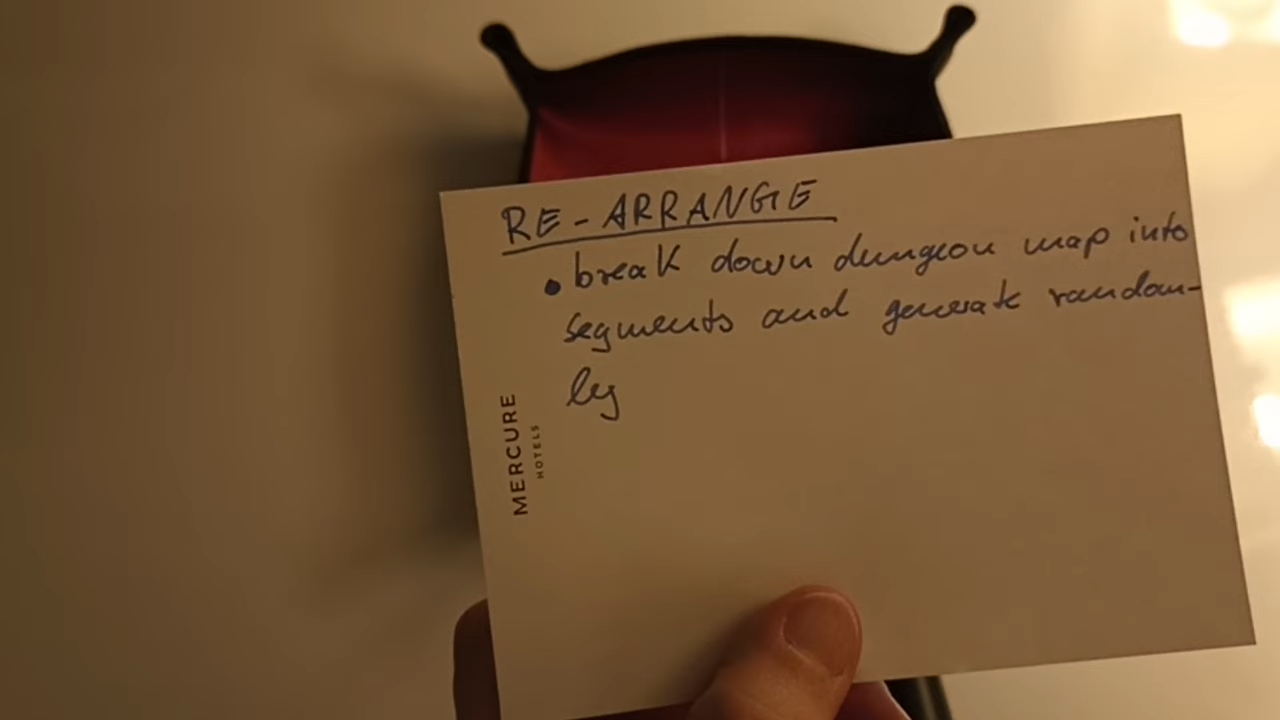 RE-ARRANGE
• break down dungeon map into
segments and generate random-
ly
MERCURE
HOTELS